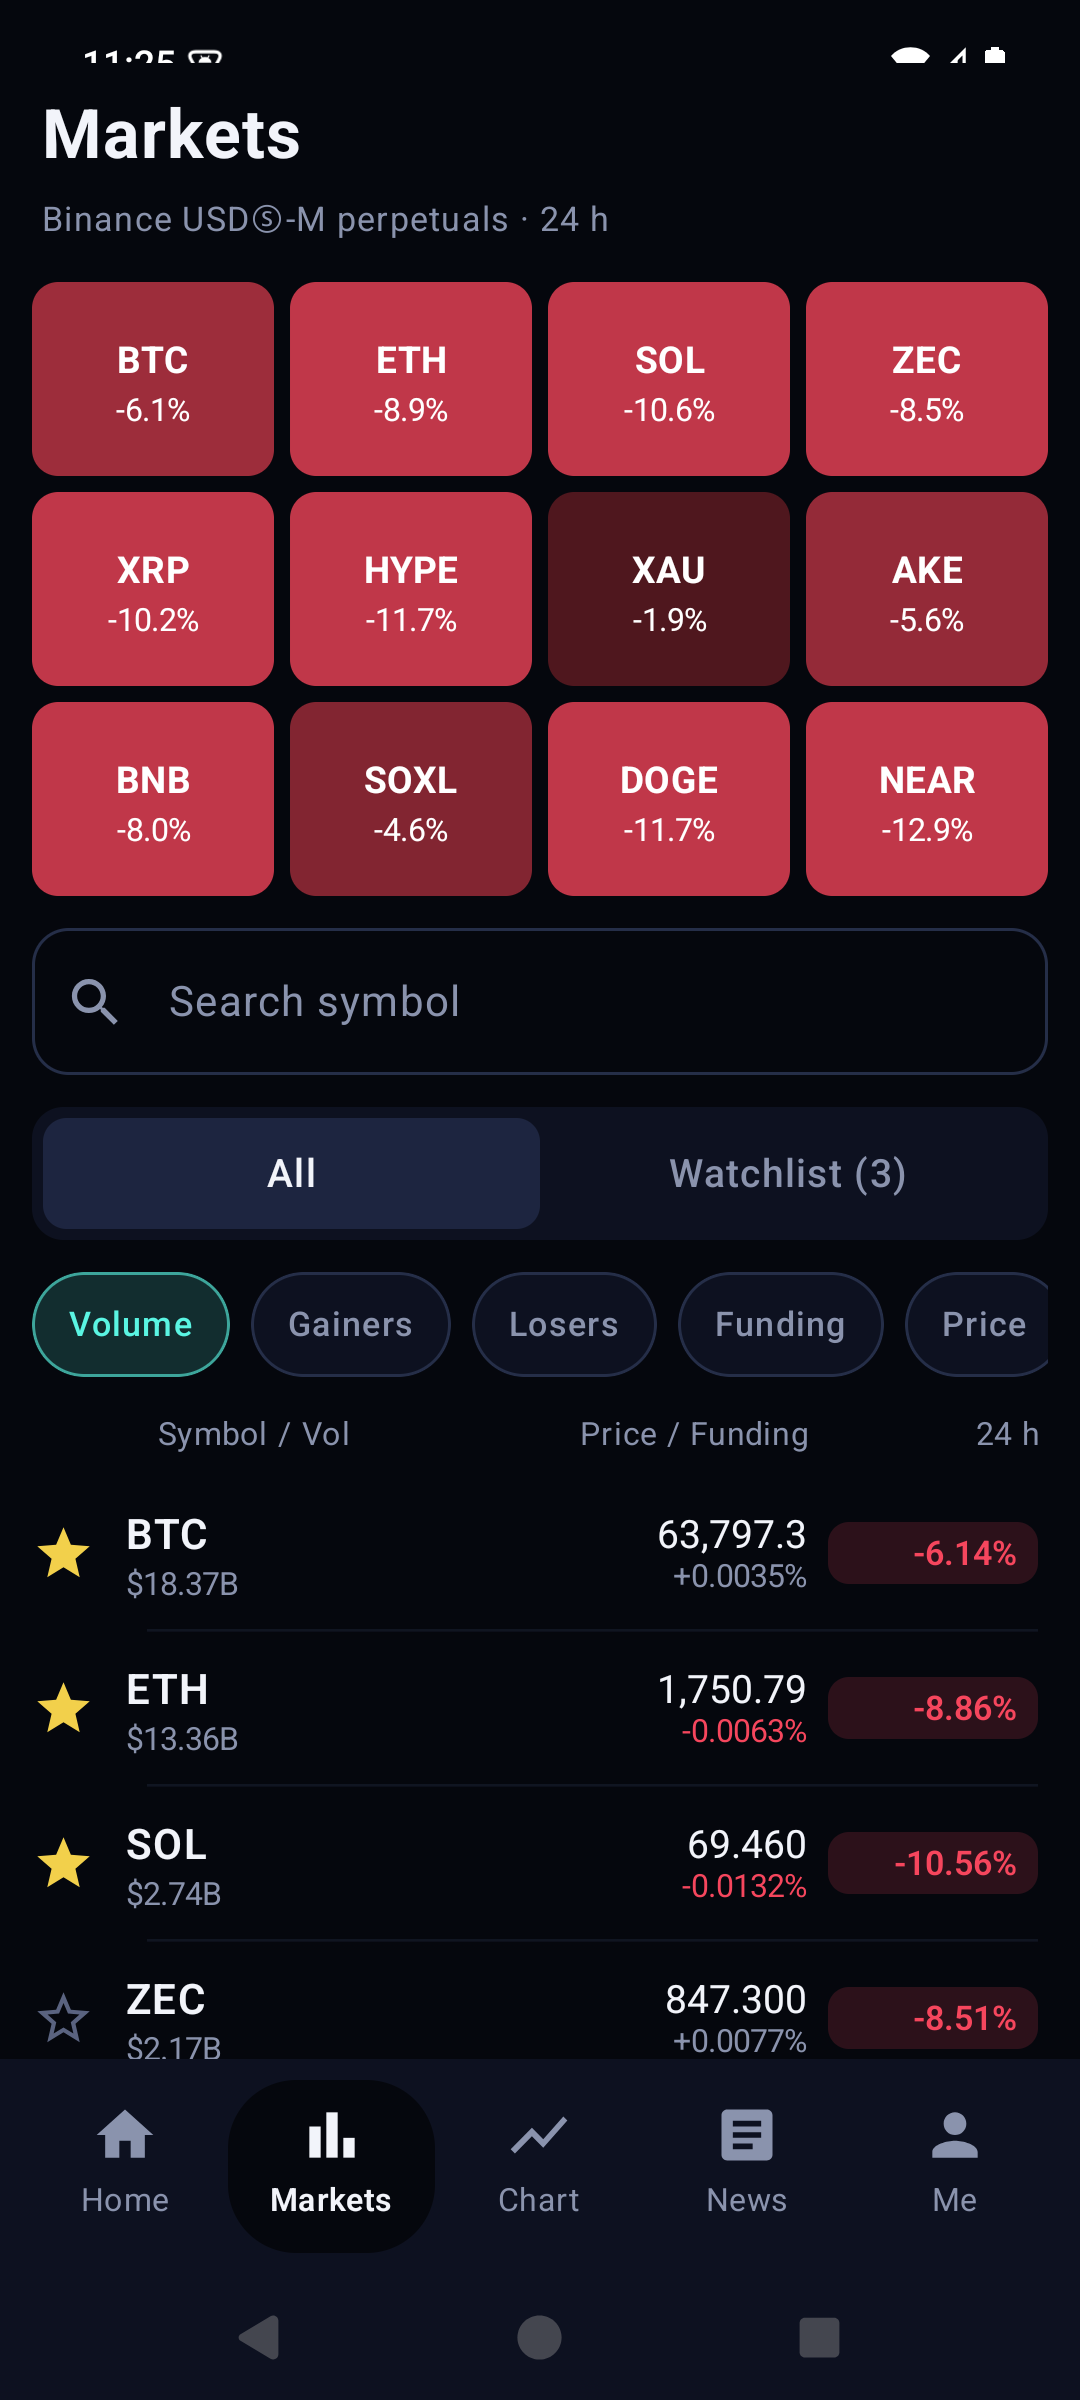 11:25
Markets
Binance USDⓈ-M perpetuals · 24 h
BTC
-6.1%
ETH
-8.9%
SOL
-10.6%
ZEC
-8.5%
XRP
-10.2%
HYPE
-11.7%
XAU
-1.9%
AKE
-5.6%
BNB
-8.0%
SOXL
-4.6%
DOGE
-11.7%
NEAR
-12.9%
Search symbol
All
Watchlist (3)
Volume
Gainers
Losers
Funding
Price
Symbol / Vol
Price / Funding
24 h
BTC
$18.37B
63,797.3
+0.0035%
-6.14%
ETH
$13.36B
1,750.79
-0.0063%
-8.86%
SOL
$2.74B
69.460
-0.0132%
-10.56%
ZEC
$2.17B
847.300
+0.0077%
-8.51%
Home
Markets
Chart
News
Me